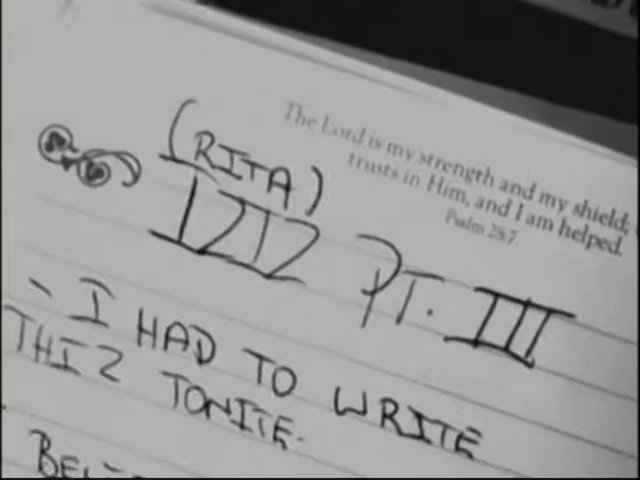 The Lord is my strength and my shield;
trusts in Him, and I am helped.
Psalm 28:7
(RITA)
IZIZ PT. III
- I HAD TO WRITE
THIZ TONITE.